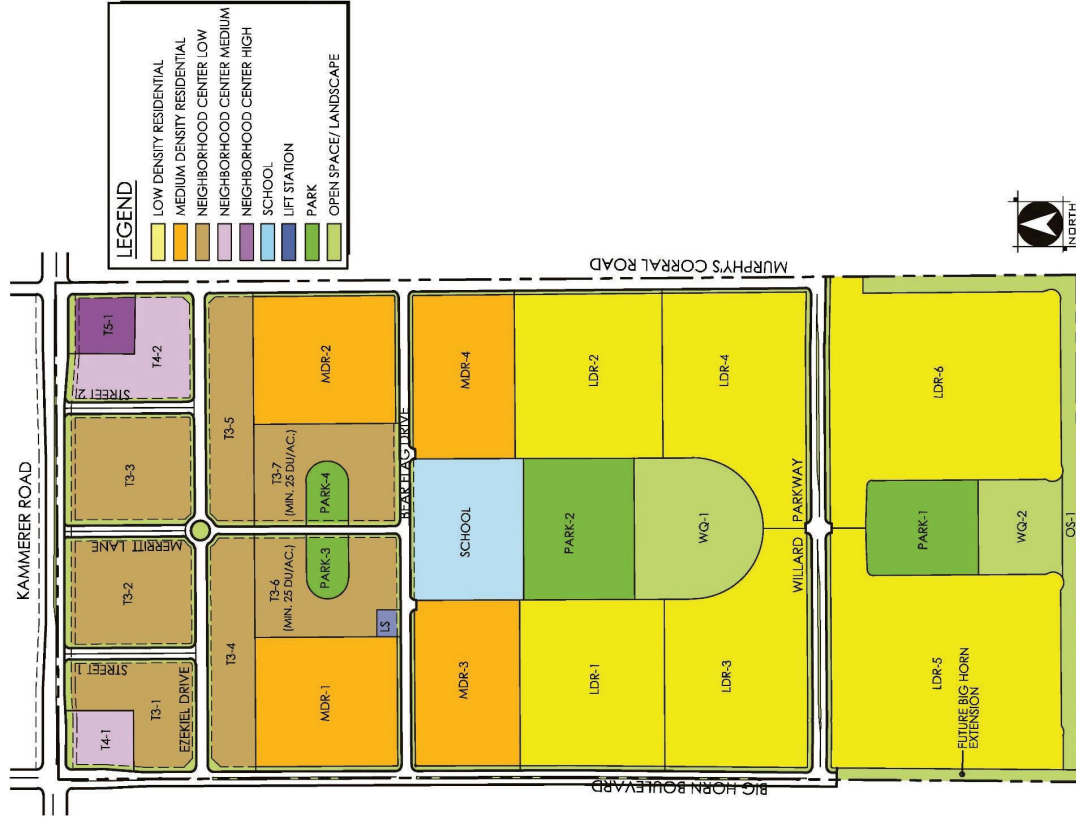 KAMMERER ROAD
LEGEND
LOW DENSITY RESIDENTIAL
MEDIUM DENSITY RESIDENTIAL
NEIGHBORHOOD CENTER LOW
NEIGHBORHOOD CENTER MEDIUM
NEIGHBORHOOD CENTER HIGH
SCHOOL
LIFT STATION
PARK
OPEN SPACE/ LANDSCAPE
T4-1
T3-1
STREET 1
T3-2
MERRITT LANE
T3-3
STREET 2
T4-2
T5-1
EZEKIEL DRIVE
T3-4
T3-5
MDR-1
T3-6
(MIN. 25 DU/AC.)
LS
PARK-3
PARK-4
T3-7
(MIN. 25 DU/AC.)
MDR-2
BEAR FLAG DRIVE
MDR-3
SCHOOL
MDR-4
LDR-1
PARK-2
LDR-2
LDR-3
WQ-1
LDR-4
BIG HORN BOULEVARD
MURPHY'S CORRAL ROAD
WILLARD PARKWAY
LDR-5
PARK-1
LDR-6
WQ-2
OS-1
FUTURE BIG HORN
EXTENSION
NORTH